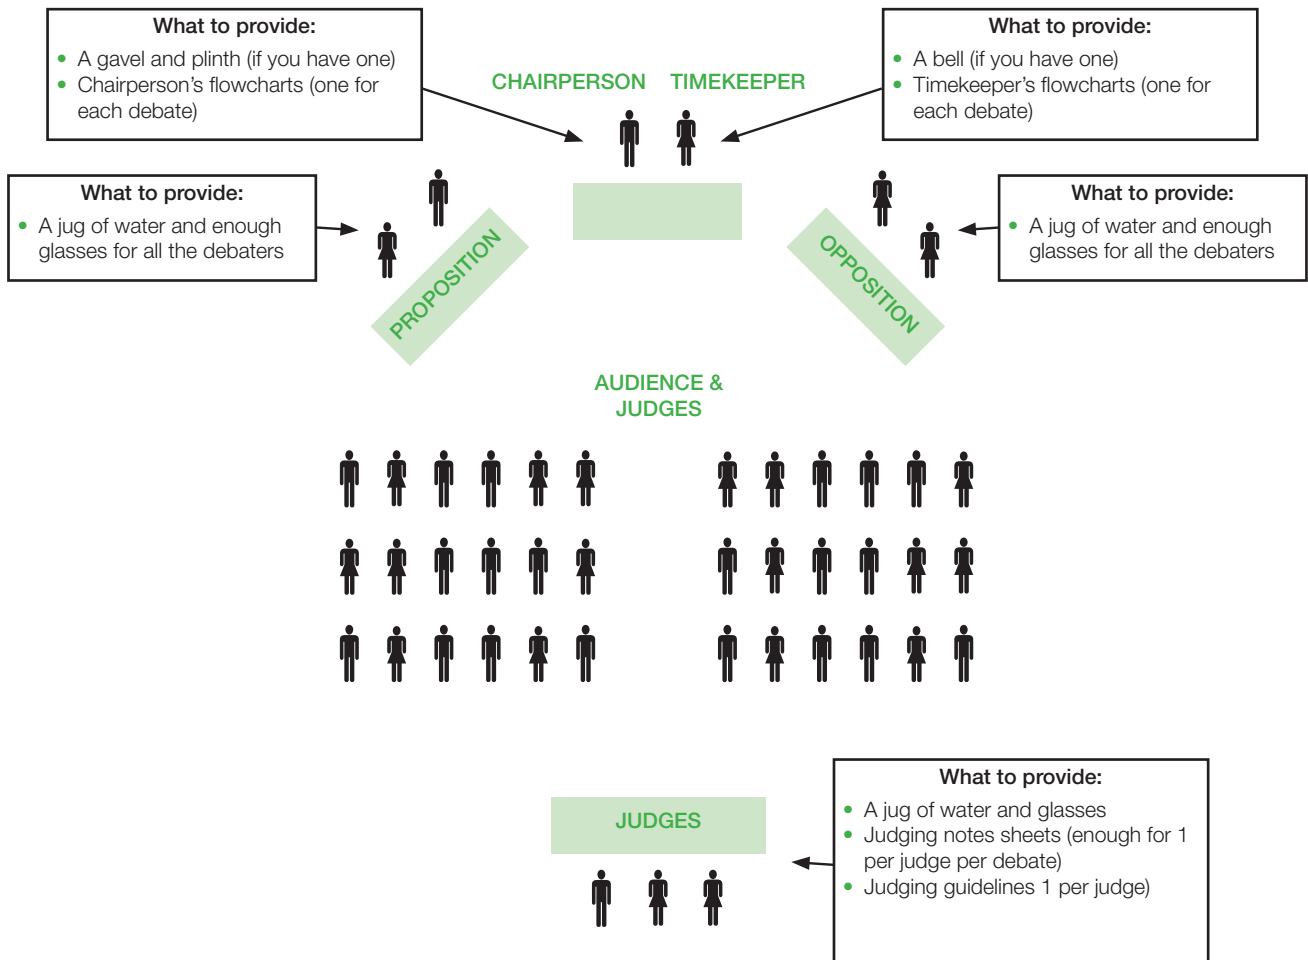 What to provide:
• A gavel and plinth (if you have one)
• Chairperson's flowcharts (one for
each debate)
CHAIRPERSON
TIMEKEEPER
What to provide:
• A bell (if you have one)
• Timekeeper's flowcharts (one for
each debate)
What to provide:
• A jug of water and enough
glasses for all the debaters
PROPOSITION
OPPOSITION
What to provide:
• A jug of water and enough
glasses for all the debaters
AUDIENCE &
JUDGES
JUDGES
What to provide:
• A jug of water and glasses
• Judging notes sheets (enough for 1
per judge per debate)
• Judging guidelines 1 per judge)